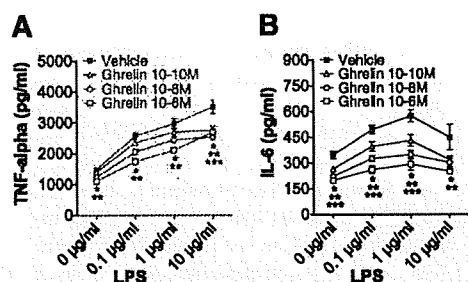 A
Vehicle
Ghrelin 10-10M
Ghrelin 10-8M
Ghrelin 10-6M
TNF-alpha (pg/ml)
5000
4000
3000
2000
1000
0
*
**
*
**
*
**
*
**
***
0 µg/ml
0.1 µg/ml
1 µg/ml
10 µg/ml
LPS
B
Vehicle
Ghrelin 10-10M
Ghrelin 10-8M
Ghrelin 10-6M
IL-6 (pg/ml)
900
750
600
450
300
150
0
*
**
***
*
**
***
*
**
***
*
**
0 µg/ml
0.1 µg/ml
1 µg/ml
10 µg/ml
LPS